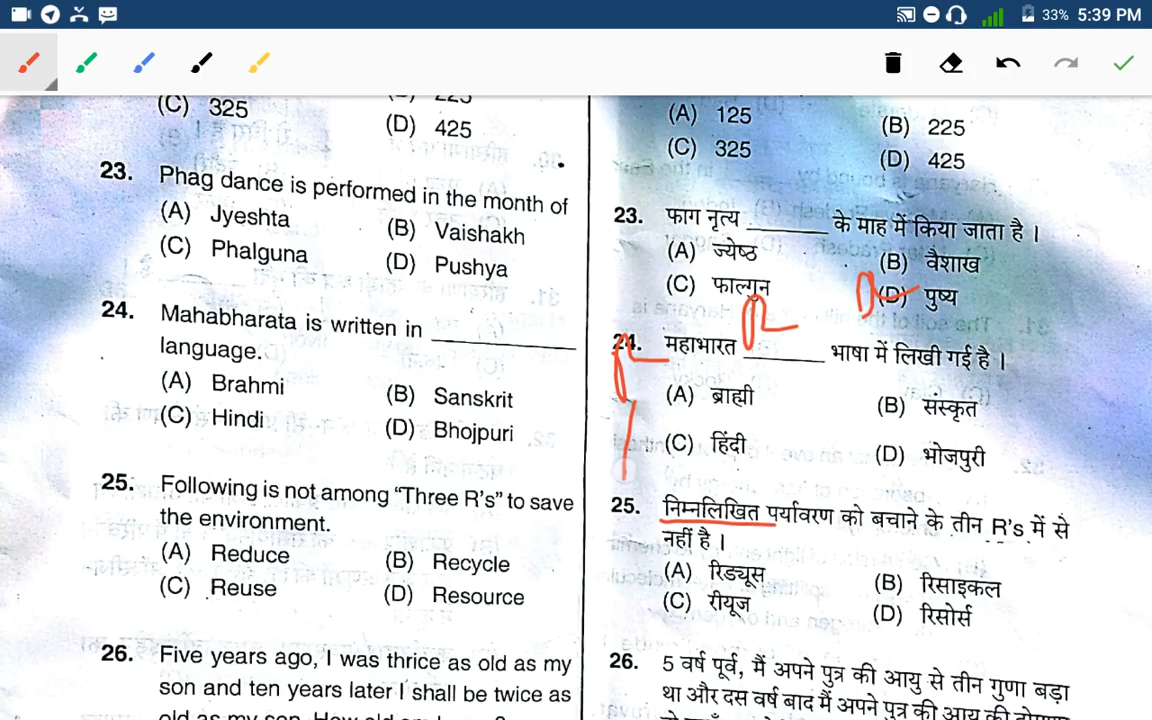 33% 5:39 PM
(C) 325
(D) 425
23. Phag dance is performed in the month of
(A) Jyeshta (B) Vaishakh
(C) Phalguna (D) Pushya
24. Mahabharata is written in ________
language.
(A) Brahmi (B) Sanskrit
(C) Hindi (D) Bhojpuri
25. Following is not among “Three R’s” to save
the environment.
(A) Reduce (B) Recycle
(C) Reuse (D) Resource
26. Five years ago, I was thrice as old as my
son and ten years later I shall be twice as
(A) 125 (B) 225
(C) 325 (D) 425
23. फाग नृत्य ________ के माह में किया जाता है ।
(A) ज्येष्ठ (B) वैशाख
(C) फाल्गुन (D) पुष्य
24. महाभारत ________ भाषा में लिखी गई है ।
(A) ब्राह्मी (B) संस्कृत
(C) हिंदी (D) भोजपुरी
25. निम्नलिखित पर्यावरण को बचाने के तीन R’s में से
नहीं है ।
(A) रिड्यूस (B) रिसाइकल
(C) रीयूज (D) रिसोर्स
26. 5 वर्ष पूर्व, मैं अपने पुत्र की आयु से तीन गुणा बड़ा
था और दस वर्ष बाद मैं अपने पुत्र की आयु की